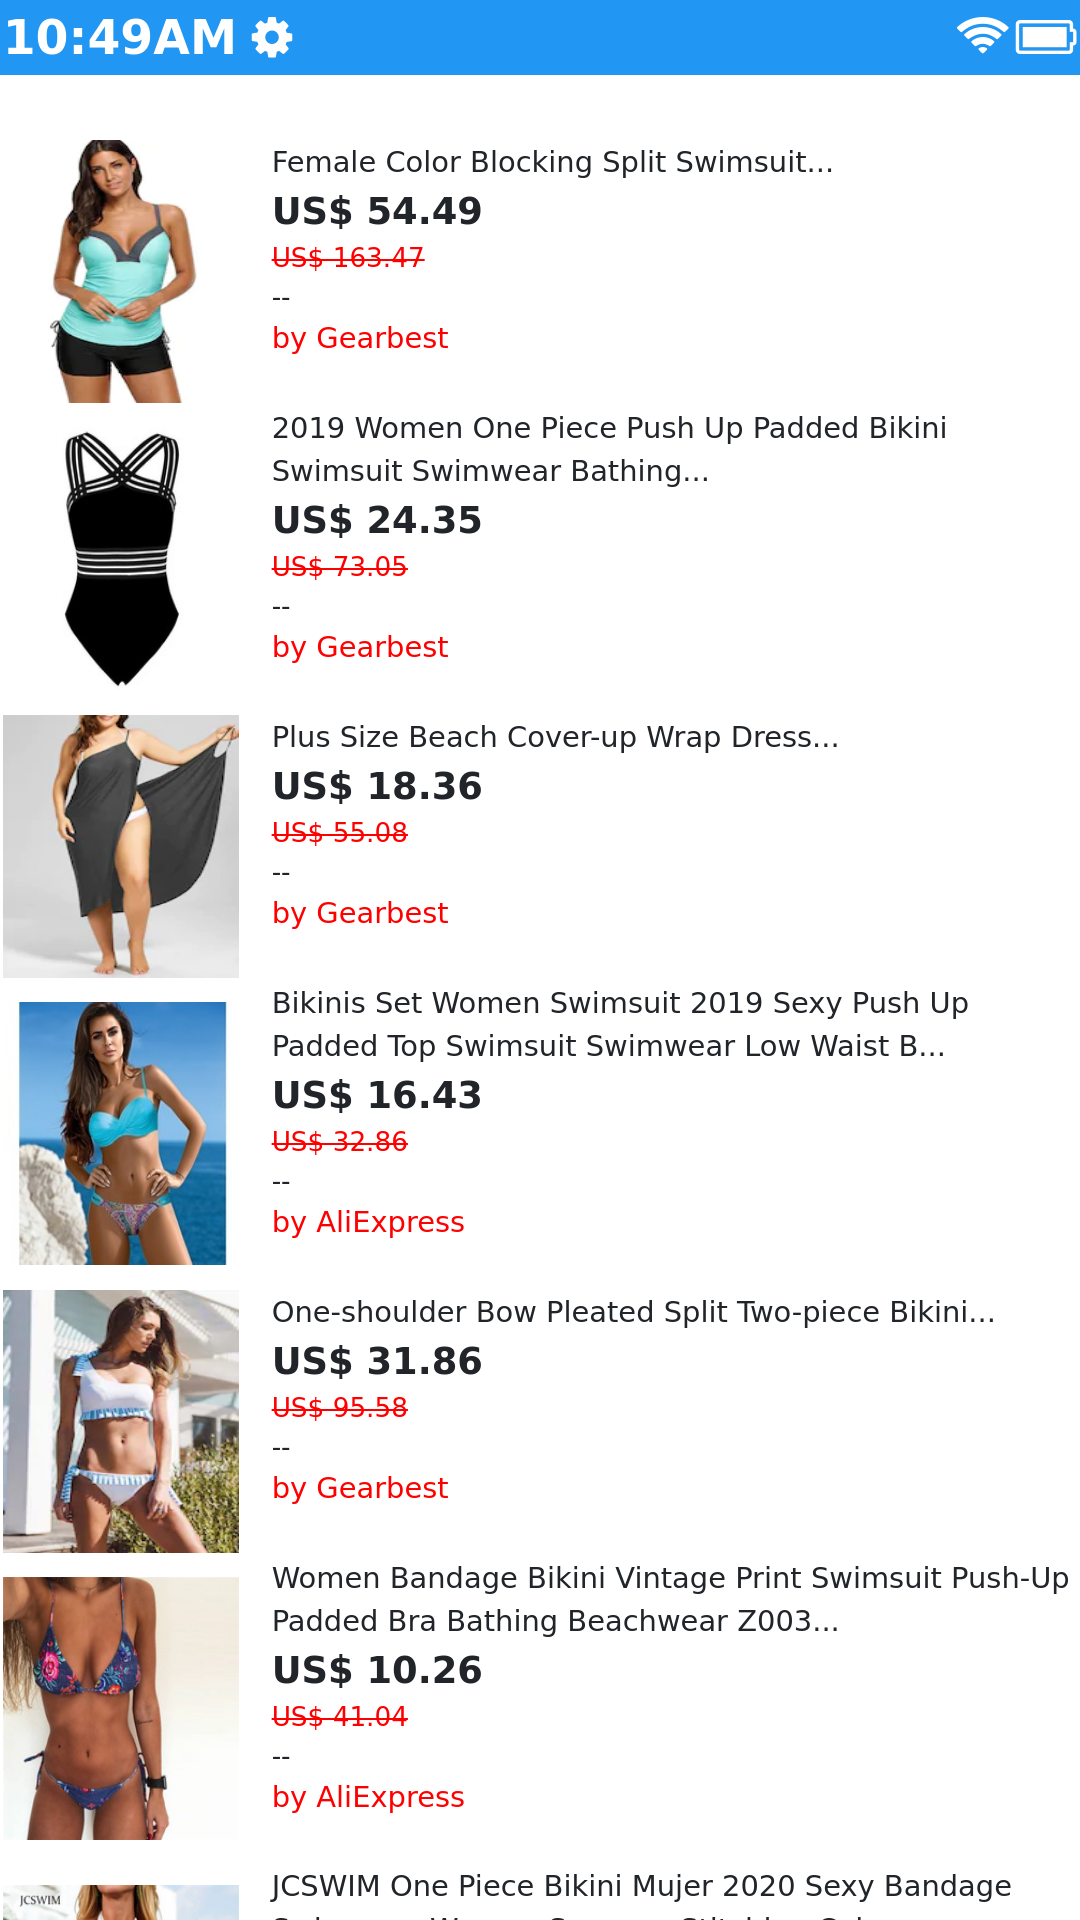 10:49AM
Female Color Blocking Split Swimsuit...
US$ 54.49
US$ 163.47
--
by Gearbest
2019 Women One Piece Push Up Padded Bikini
Swimsuit Swimwear Bathing...
US$ 24.35
US$ 73.05
--
by Gearbest
Plus Size Beach Cover-up Wrap Dress...
US$ 18.36
US$ 55.08
--
by Gearbest
Bikinis Set Women Swimsuit 2019 Sexy Push Up
Padded Top Swimsuit Swimwear Low Waist B...
US$ 16.43
US$ 32.86
--
by AliExpress
One-shoulder Bow Pleated Split Two-piece Bikini...
US$ 31.86
US$ 95.58
--
by Gearbest
Women Bandage Bikini Vintage Print Swimsuit Push-Up
Padded Bra Bathing Beachwear Z003...
US$ 10.26
US$ 41.04
--
by AliExpress
JCSWIM
JCSWIM One Piece Bikini Mujer 2020 Sexy Bandage